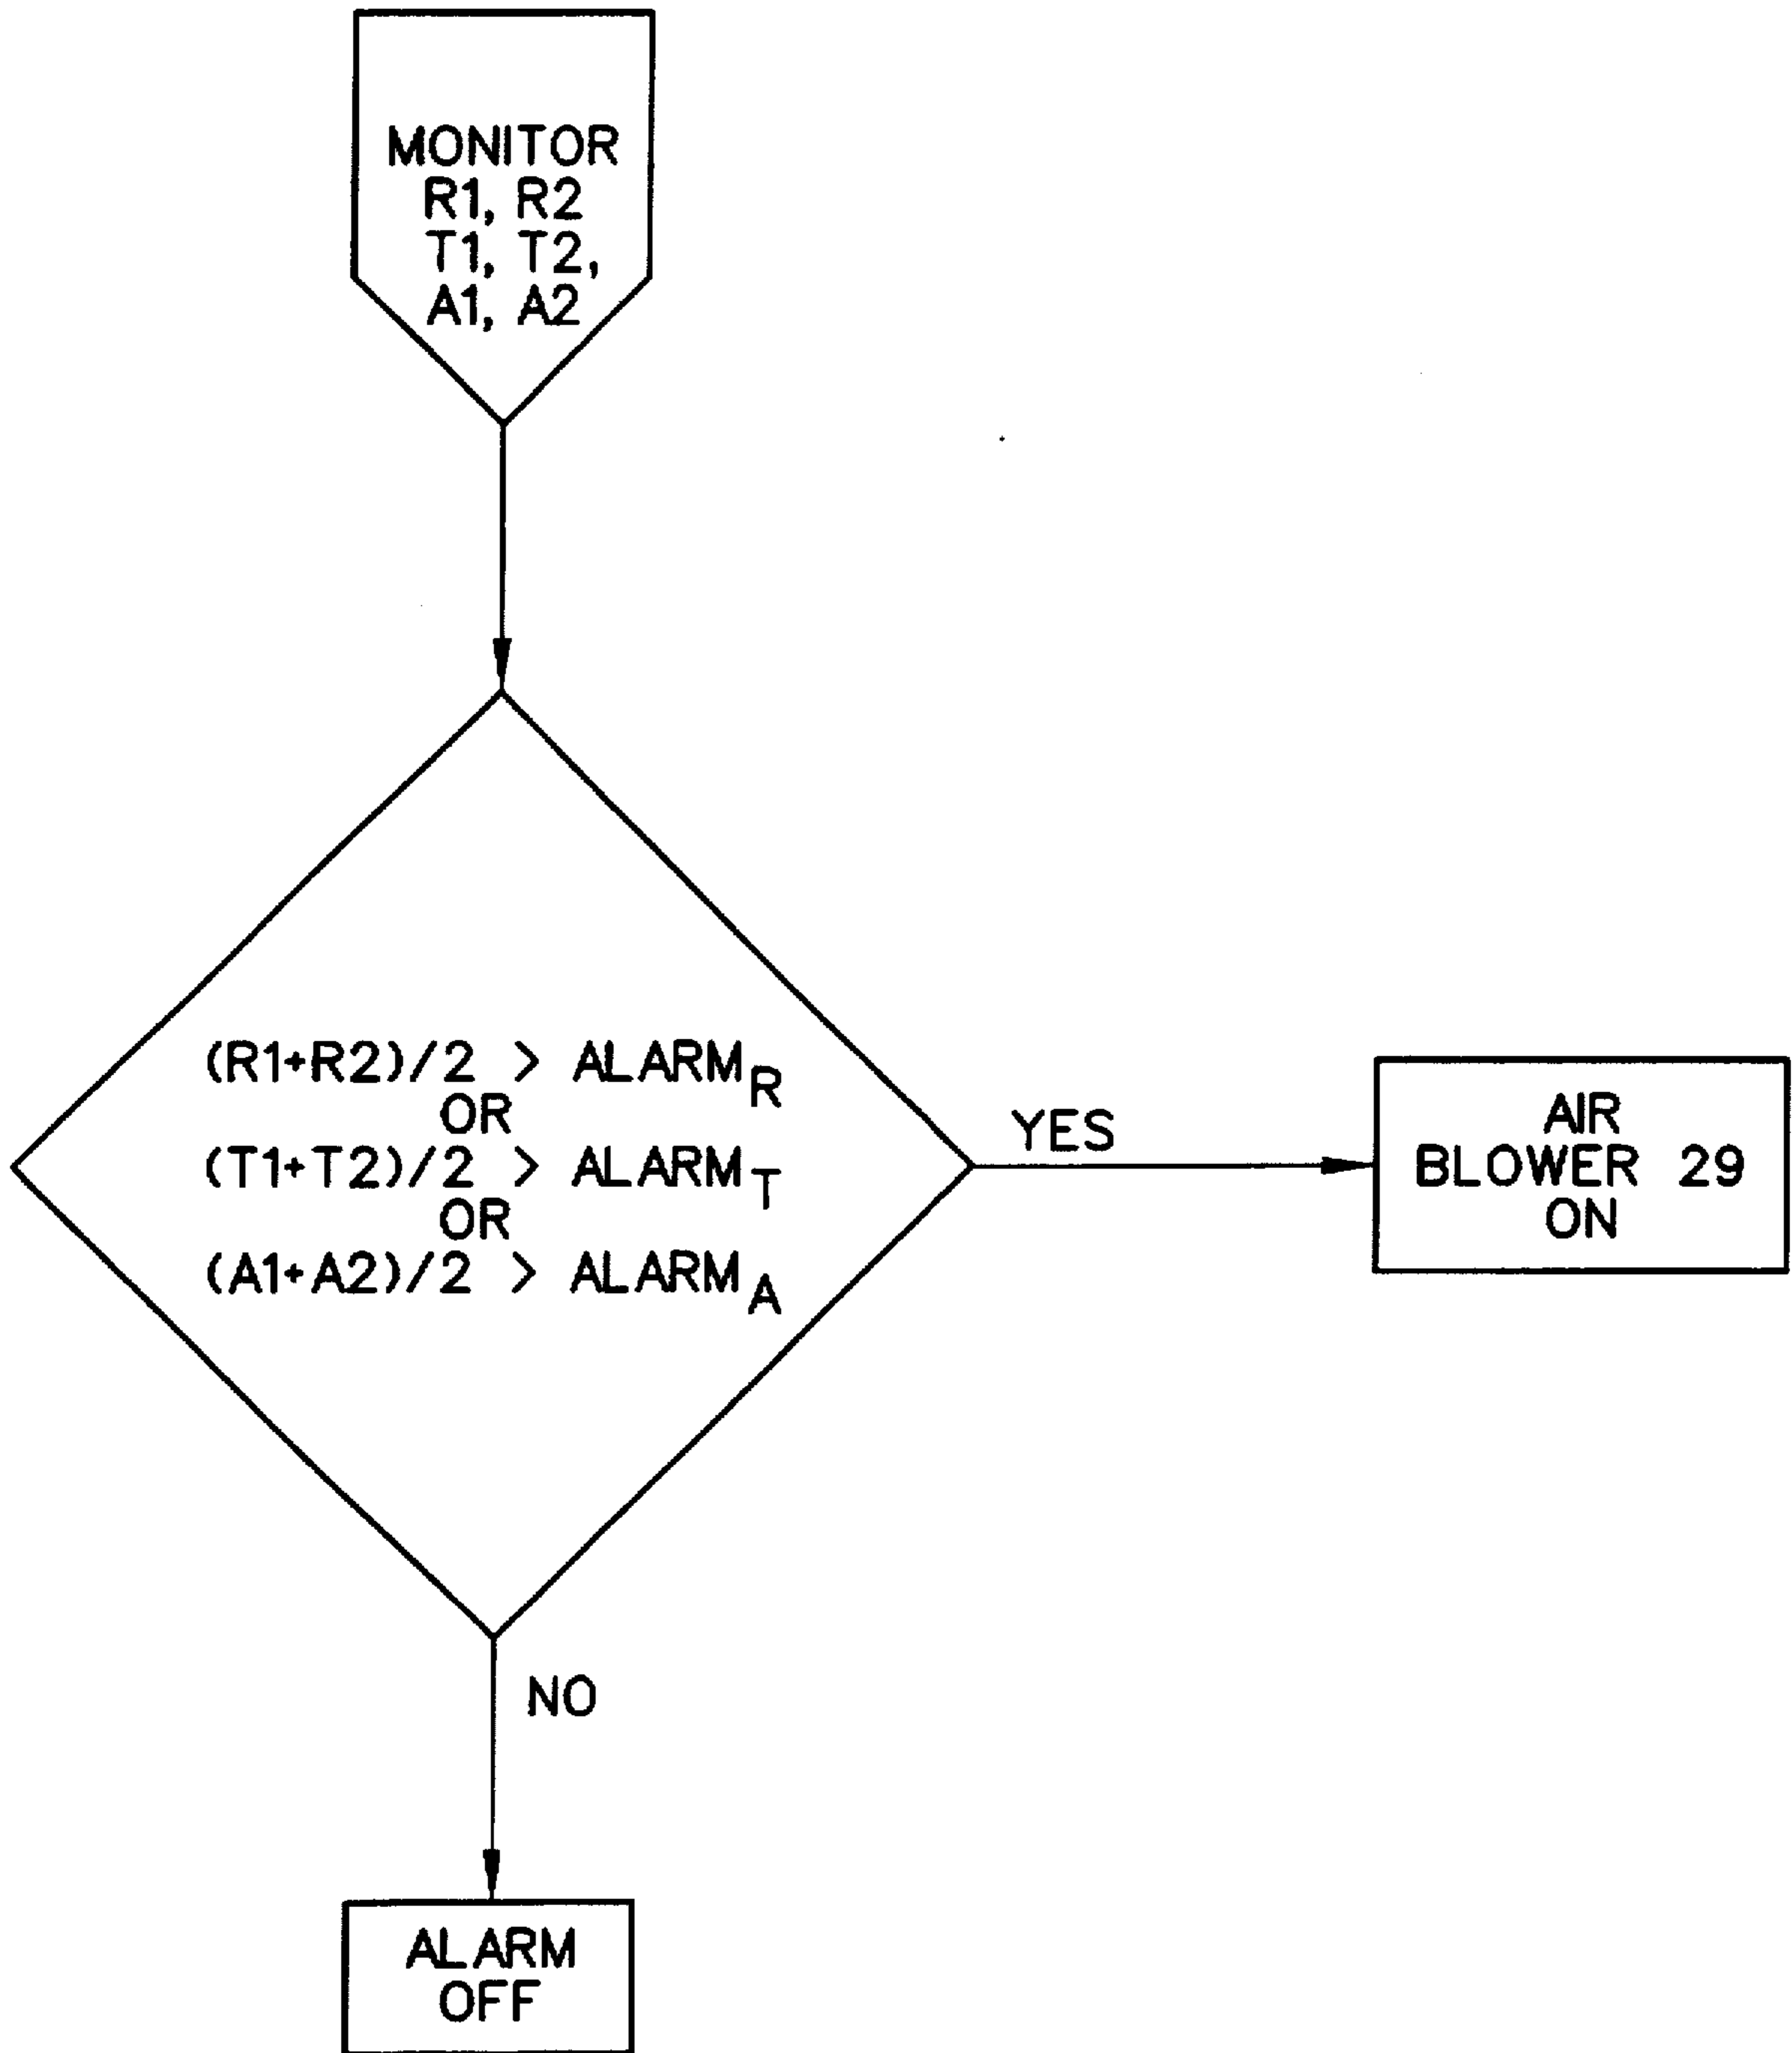 MONITOR
R1, R2
T1, T2,
A1, A2
(R1+R2)/2 > ALARM_R
OR
(T1+T2)/2 > ALARM_T
OR
(A1+A2)/2 > ALARM_A
YES
AIR
BLOWER 29
ON
NO
ALARM
OFF